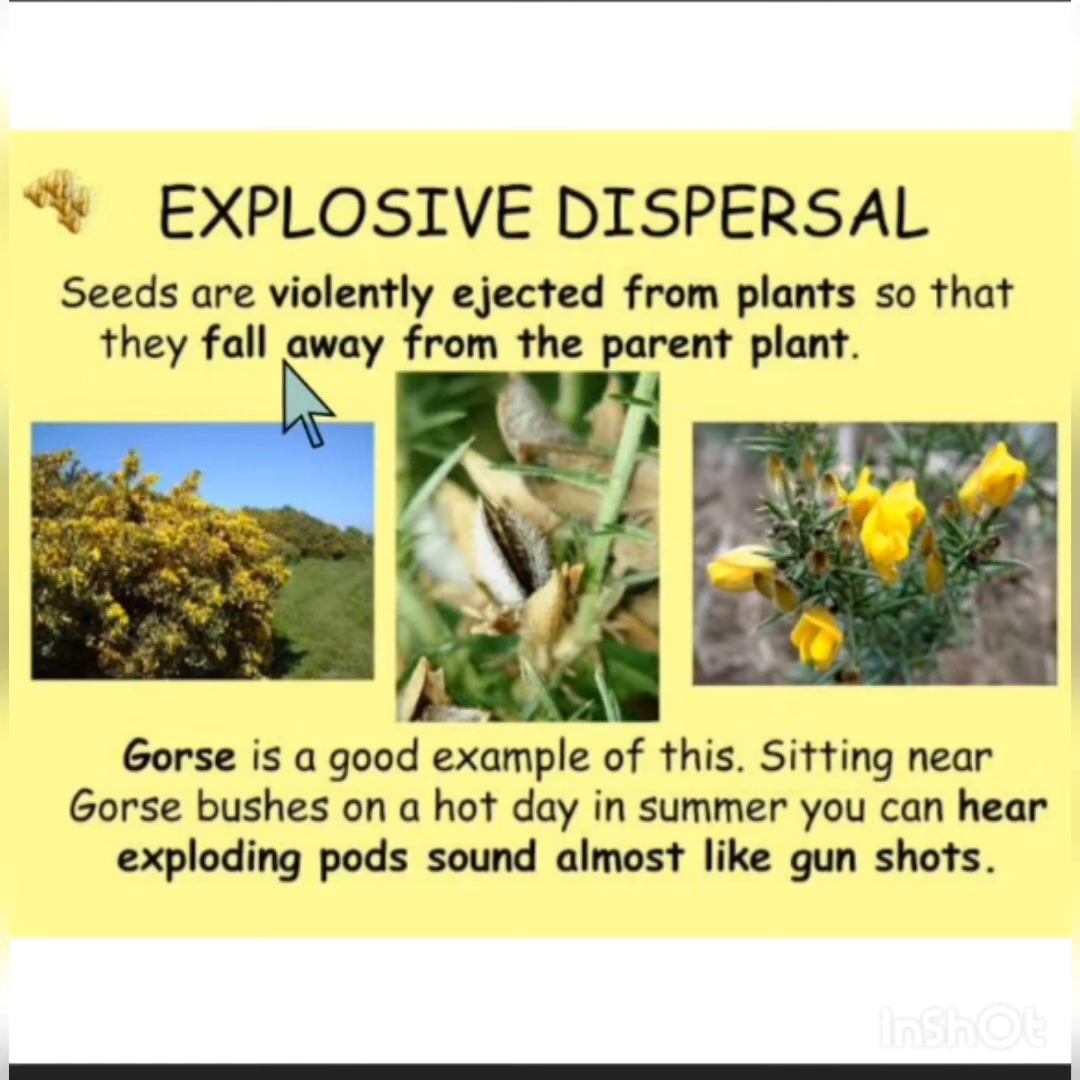 EXPLOSIVE DISPERSAL
Seeds are violently ejected from plants so that
they fall away from the parent plant.
Gorse is a good example of this. Sitting near
Gorse bushes on a hot day in summer you can hear
exploding pods sound almost like gun shots.
InShOt